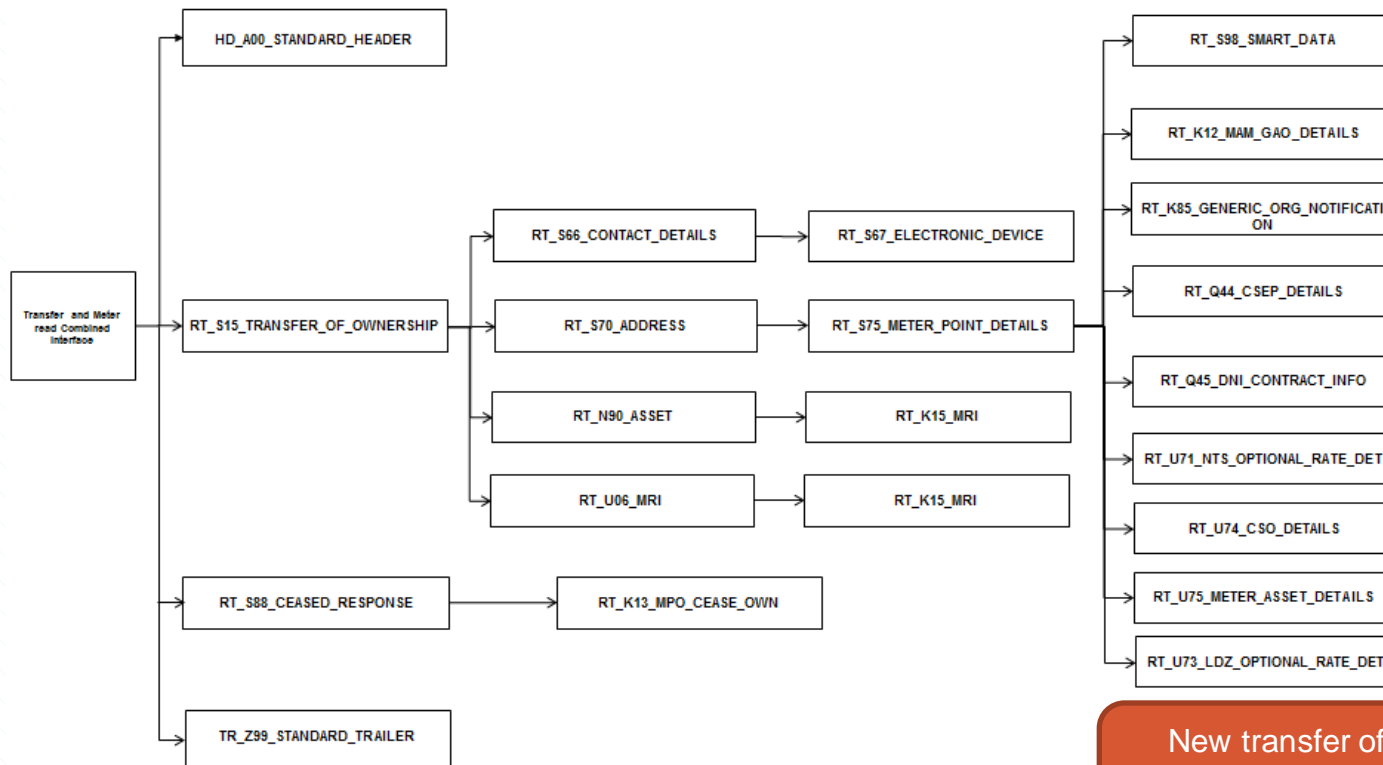 HD_A00_STANDARD_HEADER
RT_S98_SMART_DATA
RT_K12_MAM_GAO_DETAILS
RT_K85_GENERIC_ORG_NOTIFICATI
ON
RT_S66_CONTACT_DETAILS
RT_S67_ELECTRONIC_DEVICE
RT_Q44_CSEP_DETAILS
Transfer and Meter
read Combined
Interface
RT_S15_TRANSFER_OF_OWNERSHIP
RT_S70_ADDRESS
RT_S75_METER_POINT_DETAILS
RT_Q45_DNI_CONTRACT_INFO
RT_N90_ASSET
RT_K15_MRI
RT_U71_NTS_OPTIONAL_RATE_DET
RT_U06_MRI
RT_K15_MRI
RT_U74_CSO_DETAILS
RT_S88_CEASED_RESPONSE
RT_K13_MPO_CEASE_OWN
RT_U75_METER_ASSET_DETAILS
RT_U73_LDZ_OPTIONAL_RATE_DET
TR_Z99_STANDARD_TRAILER
New transfer of